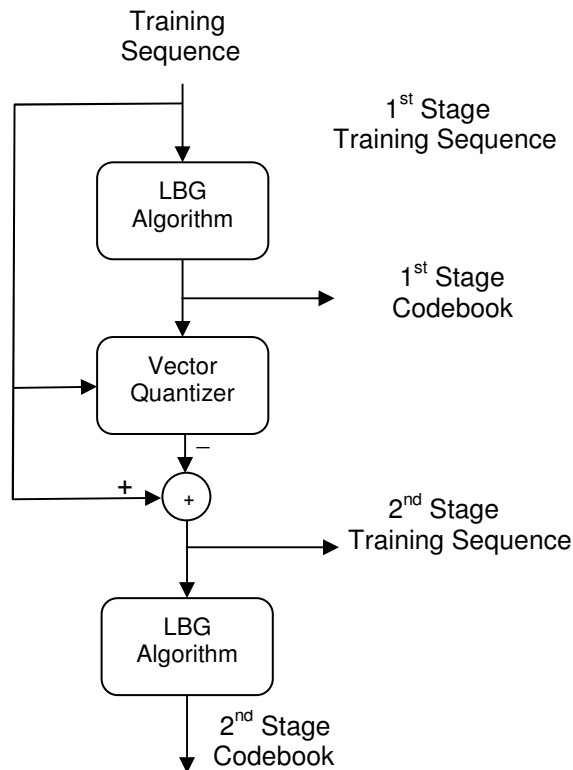 Training
Sequence
1st Stage
Training Sequence
LBG
Algorithm
1st Stage
Codebook
Vector
Quantizer
–
+
+
2nd Stage
Training Sequence
LBG
Algorithm
2nd Stage
Codebook